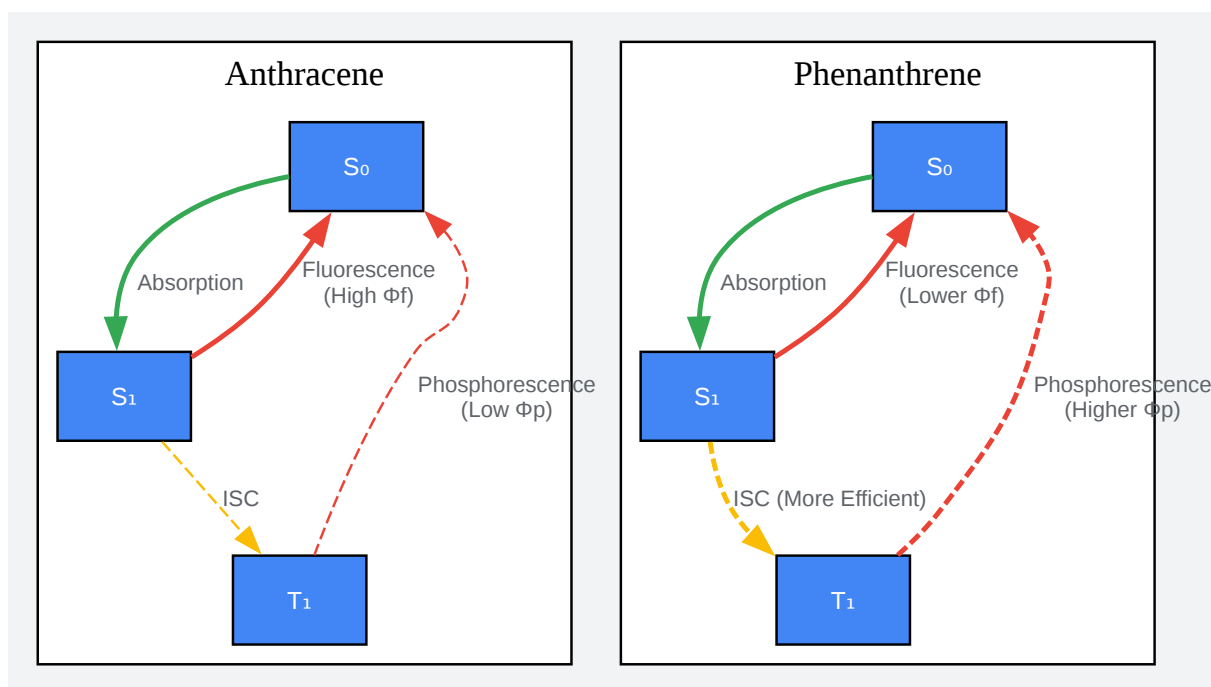 Anthracene
S₀
Absorption
Fluorescence
(High Φf)
S₁
Phosphorescence
(Low Φp)
ISC
T₁
Phenanthrene
S₀
Absorption
Fluorescence
(Lower Φf)
S₁
Phosphorescence
(Higher Φp)
ISC (More Efficient)
T₁